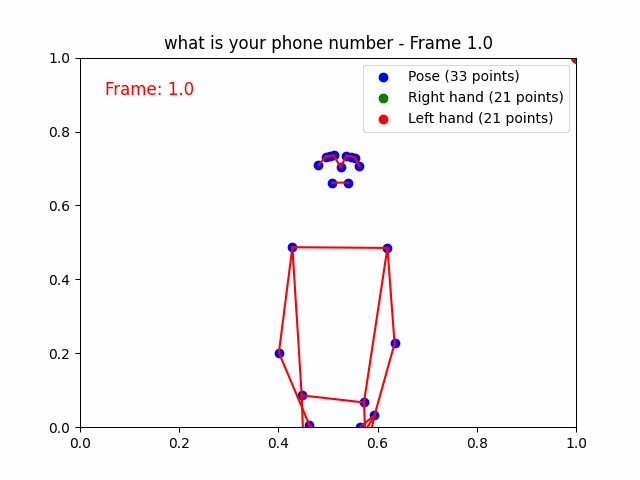 what is your phone number - Frame 1.0
Frame: 1.0
Pose (33 points)
Right hand (21 points)
Left hand (21 points)
1.0
0.8
0.6
0.4
0.2
0.0
0.0 0.2 0.4 0.6 0.8 1.0